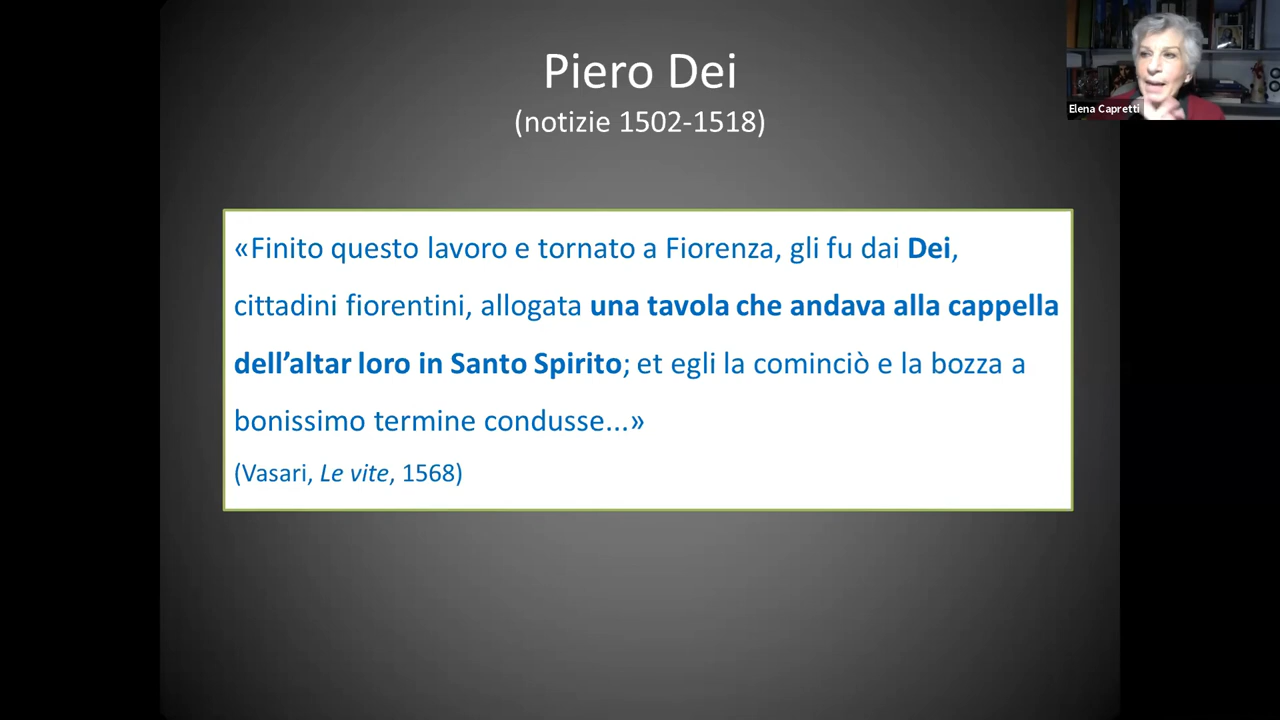 Piero Dei
(notizie 1502-1518)
Elena Capretti
«Finito questo lavoro e tornato a Fiorenza, gli fu dai Dei,
cittadini fiorentini, allogata una tavola che andava alla cappella
dell’altar loro in Santo Spirito; et egli la cominciò e la bozza a
bonissimo termine condusse...»
(Vasari, Le vite, 1568)